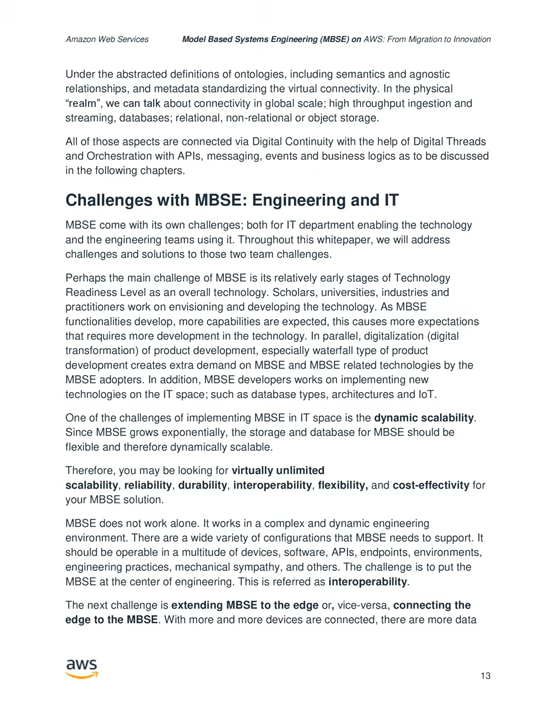 Amazon Web Services Model Based Systems Engineering (MBSE) on AWS: From Migration to Innovation
Under the abstracted definitions of ontologies, including semantics and agnostic
relationships, and metadata standardizing the virtual connectivity. In the physical
“realm”, we can talk about connectivity in global scale; high throughput ingestion and
streaming, databases; relational, non-relational or object storage.
All of those aspects are connected via Digital Continuity with the help of Digital Threads
and Orchestration with APIs, messaging, events and business logics as to be discussed
in the following chapters.
Challenges with MBSE: Engineering and IT
MBSE come with its own challenges; both for IT department enabling the technology
and the engineering teams using it. Throughout this whitepaper, we will address
challenges and solutions to those two team challenges.
Perhaps the main challenge of MBSE is its relatively early stages of Technology
Readiness Level as an overall technology. Scholars, universities, industries and
practitioners work on envisioning and developing the technology. As MBSE
functionalities develop, more capabilities are expected, this causes more expectations
that requires more development in the technology. In parallel, digitalization (digital
transformation) of product development, especially waterfall type of product
development creates extra demand on MBSE and MBSE related technologies by the
MBSE adopters. In addition, MBSE developers works on implementing new
technologies on the IT space; such as database types, architectures and IoT.
One of the challenges of implementing MBSE in IT space is the dynamic scalability.
Since MBSE grows exponentially, the storage and database for MBSE should be
flexible and therefore dynamically scalable.
Therefore, you may be looking for virtually unlimited
scalability, reliability, durability, interoperability, flexibility, and cost-effectivity for
your MBSE solution.
MBSE does not work alone. It works in a complex and dynamic engineering
environment. There are a wide variety of configurations that MBSE needs to support. It
should be operable in a multitude of devices, software, APIs, endpoints, environments,
engineering practices, mechanical sympathy, and others. The challenge is to put the
MBSE at the center of engineering. This is referred as interoperability.
The next challenge is extending MBSE to the edge or, vice-versa, connecting the
edge to the MBSE. With more and more devices are connected, there are more data
aws
13